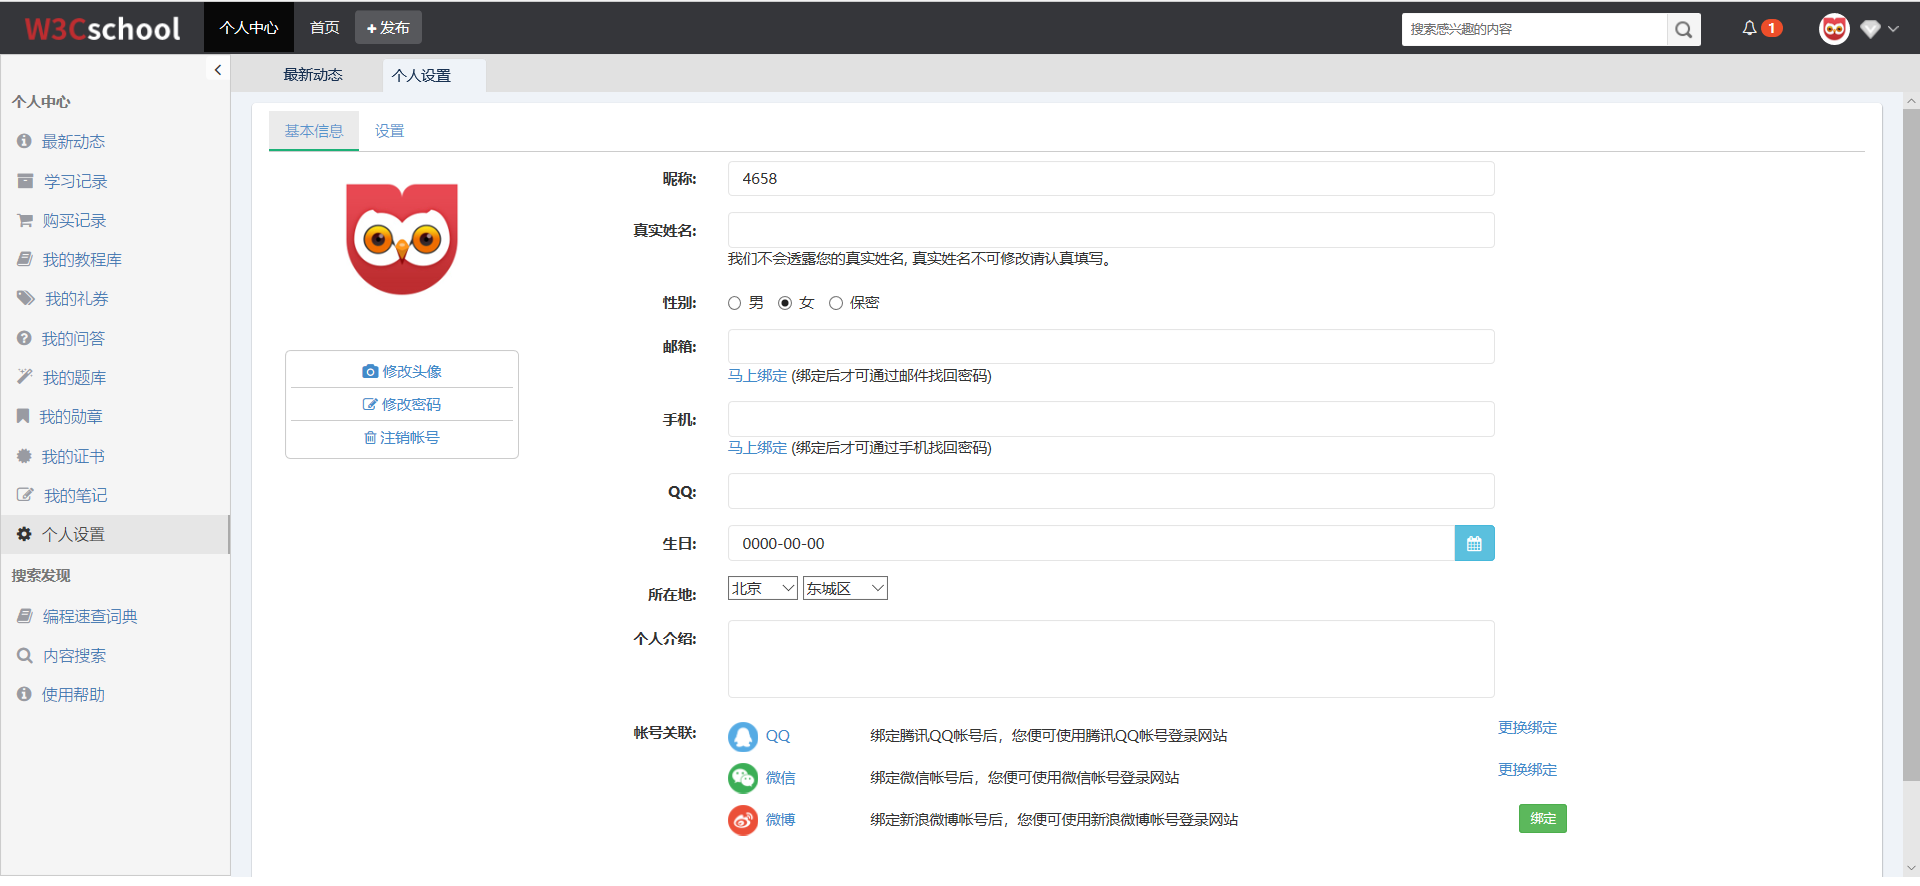 W3Cschool 个人中心 首页 +发布 搜索感兴趣的内容 1
最新动态 个人设置
个人中心
最新动态
学习记录
购买记录
我的教程库
我的礼券
我的问答
我的题库
我的勋章
我的证书
我的笔记
个人设置
搜索发现
编程速查词典
内容搜索
使用帮助
基本信息 设置
修改头像
修改密码
注销帐号
昵称: 4658
真实姓名:
我们不会透露您的真实姓名, 真实姓名不可修改请认真填写。
性别: 男 女 保密
邮箱:
马上绑定 (绑定后才可通过邮件找回密码)
手机:
马上绑定 (绑定后才可通过手机找回密码)
QQ:
生日: 0000-00-00
所在地: 北京 东城区
个人介绍:
帐号关联: QQ 绑定腾讯QQ帐号后，您便可使用腾讯QQ帐号登录网站 更换绑定
微信 绑定微信帐号后，您便可使用微信帐号登录网站 更换绑定
微博 绑定新浪微博帐号后，您便可使用新浪微博帐号登录网站 绑定